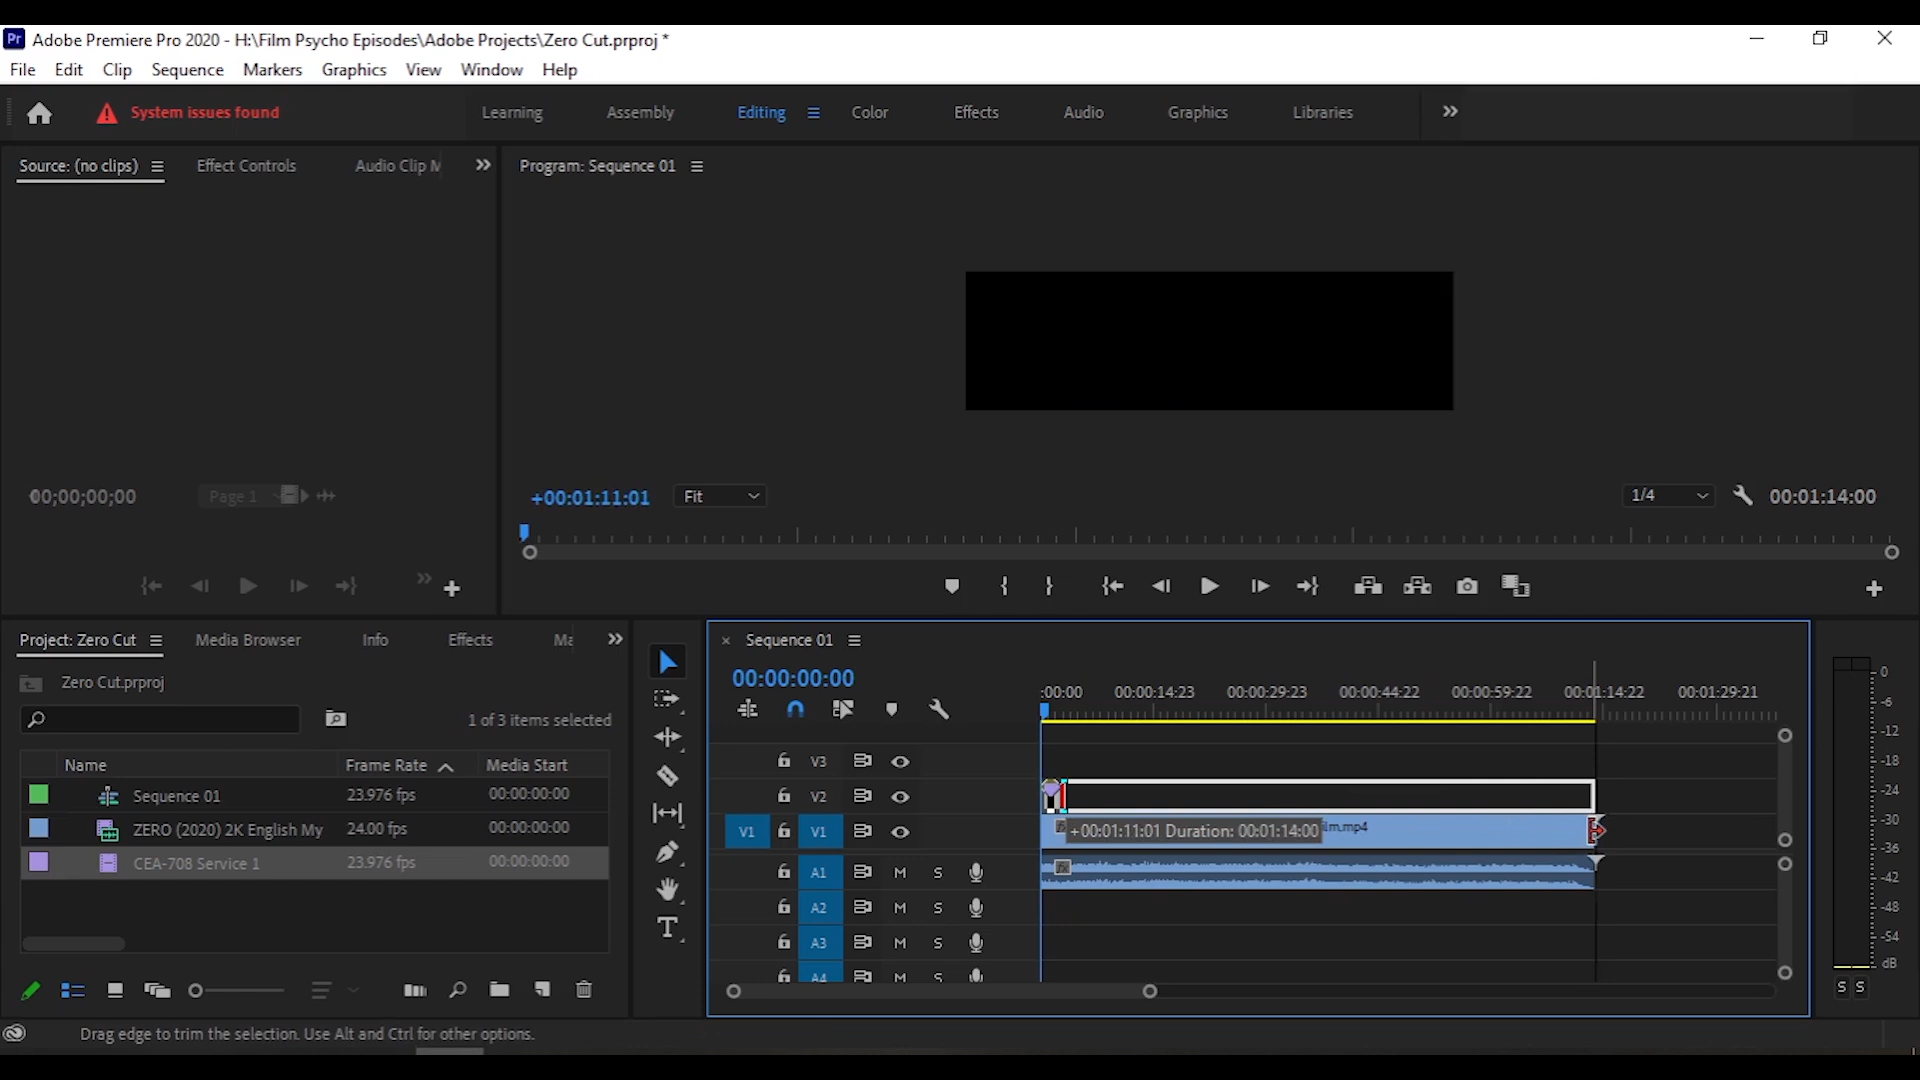 Pr Adobe Premiere Pro 2020 - H:\Film Psycho Episodes\Adobe Projects\Zero Cut.prproj *
File Edit Clip Sequence Markers Graphics View Window Help
System issues found Learning Assembly Editing Color Effects Audio Graphics Libraries
Source: (no clips) Effect Controls Audio Clip M
Program: Sequence 01
00;00;00;00 Page 1
+00:01:11:01 Fit 1/4 00:01:14:00
Project: Zero Cut Media Browser Info Effects Ma
Zero Cut.prproj
1 of 3 items selected
Name Frame Rate Media Start
Sequence 01 23.976 fps 00:00:00:00
ZERO (2020) 2K English My 24.00 fps 00:00:00:00
CEA-708 Service 1 23.976 fps 00:00:00:00
T
Sequence 01
00:00:00:00
:00:00 00:00:14:23 00:00:29:23 00:00:44:22 00:00:59:22 00:01:14:22 00:01:29:21
V3
V2
V1 V1 +00:01:11:01 Duration: 00:01:14:00 film.mp4
A1 M S
A2 M S
A3 M S
A4 M S
0
-6
-12
-18
-24
-30
-36
-42
-48
-54
dB
S S
Drag edge to trim the selection. Use Alt and Ctrl for other options.